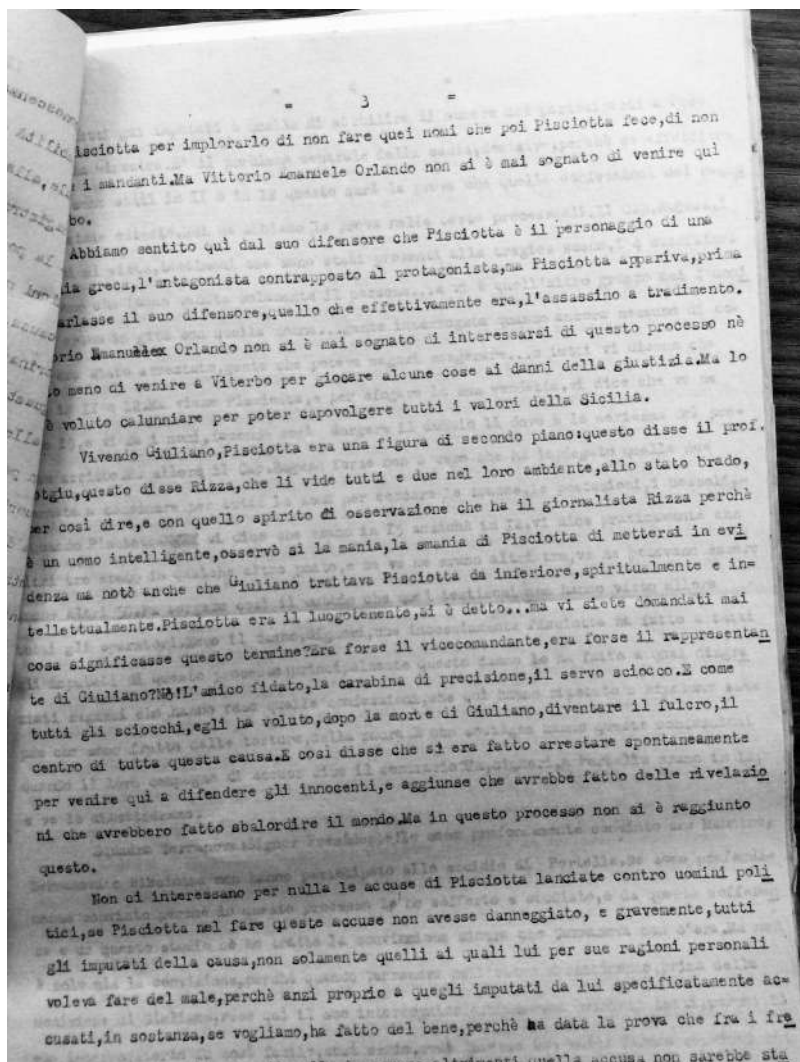 = 3 =
isciotta per implorarlo di non fare quei nomi che poi Pisciotta fece,di non
i mandanti.Ma Vittorio Emanuele Orlando non si è mai sognato di venire quì
bo.
Abbiamo sentito quì dal suo difensore che Pisciotta è il personaggio di una
dia greca,l'antagonista contrapposto al protagonista,ma Pisciotta appariva,prima
arlasse il suo difensore,quello che effettivamente era,l'assassino a tradimento.
orio Emanuelex Orlando non si è mai sognato di interessarsi di questo processo nè
o meno di venire a Viterbo per giocare alcune cose ai danni della giustizia.Ma lo
è voluto calunniare per poter capovolgere tutti i valori della Sicilia.
Vivendo Giuliano,Pisciotta era una figura di secondo piano:questo disse il prof.
otgiu,questo disse Rizza,che li vide tutti e due nel loro ambiente,allo stato brado,
per così dire,e con quello spirito di osservazione che ha il giornalista Rizza perchè
è un uomo intelligente,osservò si la mania,la smania di Pisciotta di mettersi in evi
denza ma notò anche che Giuliano trattava Pisciotta da inferiore,spiritualmente e in=
tellettualmente.Pisciotta era il luogotenente,si è detto...ma vi siete domandati mai
cosa significasse questo termine?Era forse il vicecomandante,era forse il rappresentan
te di Giuliano?Nò!L'amico fidato,la carabina di precisione,il servo sciocco.E come
tutti gli sciocchi,egli ha voluto,dopo la morte di Giuliano,diventare il fulcro,il
centro di tutta questa causa.E così disse che si era fatto arrestare spontaneamente
per venire qui a difendere gli innocenti,e aggiunse che avrebbe fatto delle rivelazio
ni che avrebbero fatto sbalordire il mondo.Ma in questo processo non si è raggiunto
questo.
Non ci interessano per nulla le accuse di Pisciotta lanciate contro uomini poli
tici,se Pisciotta nel fare queste accuse non avesse danneggiato, e gravemente,tutti
gli imputati della causa,non solamente quelli ai quali lui per sue ragioni personali
voleva fare del male,perchè anzi proprio a quegli imputati da lui specificatamente ac=
cusati,in sostanza,se vogliamo,ha fatto del bene,perchè ha data la prova che fra i fre
quella accusa non sarebbe sta